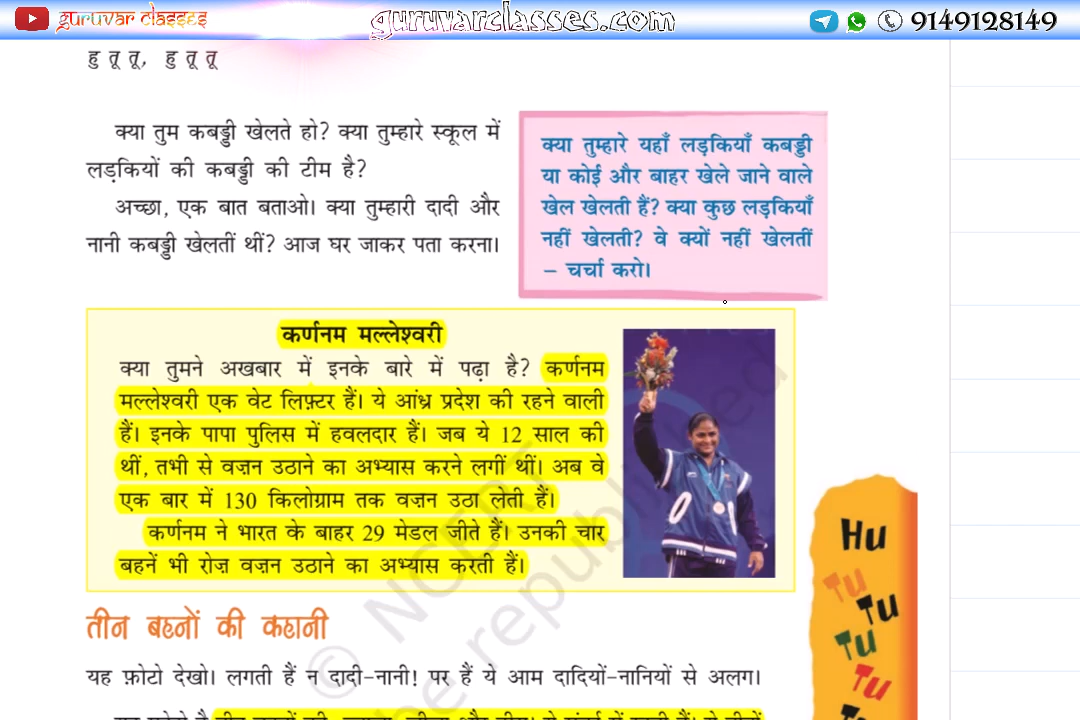 guruvar classes
guruvarclasses.com
9149128149
हु तू तू, हु तू तू
क्या तुम कबड्डी खेलते हो? क्या तुम्हारे स्कूल में
लड़कियों की कबड्डी की टीम है?
अच्छा, एक बात बताओ। क्या तुम्हारी दादी और
नानी कबड्डी खेलतीं थीं? आज घर जाकर पता करना।
क्या तुम्हारे यहाँ लड़कियाँ कबड्डी
या कोई और बाहर खेले जाने वाले
खेल खेलती हैं? क्या कुछ लड़कियाँ
नहीं खेलती? वे क्यों नहीं खेलतीं
– चर्चा करो।
कर्णनम मल्लेश्वरी
क्या तुमने अखबार में इनके बारे में पढ़ा है? कर्णनम
मल्लेश्वरी एक वेट लिफ़्टर हैं। ये आंध्र प्रदेश की रहने वाली
हैं। इनके पापा पुलिस में हवलदार हैं। जब ये 12 साल की
थीं, तभी से वज़न उठाने का अभ्यास करने लगीं थीं। अब वे
एक बार में 130 किलोग्राम तक वज़न उठा लेती हैं।
कर्णनम ने भारत के बाहर 29 मेडल जीते हैं। उनकी चार
बहनें भी रोज़ वज़न उठाने का अभ्यास करती हैं।
© NCERT
be republished
Hu
Tu
Tu
Tu
Tu
तीन बहनों की कहानी
यह फ़ोटो देखो। लगती हैं न दादी-नानी! पर हैं ये आम दादियों-नानियों से अलग।